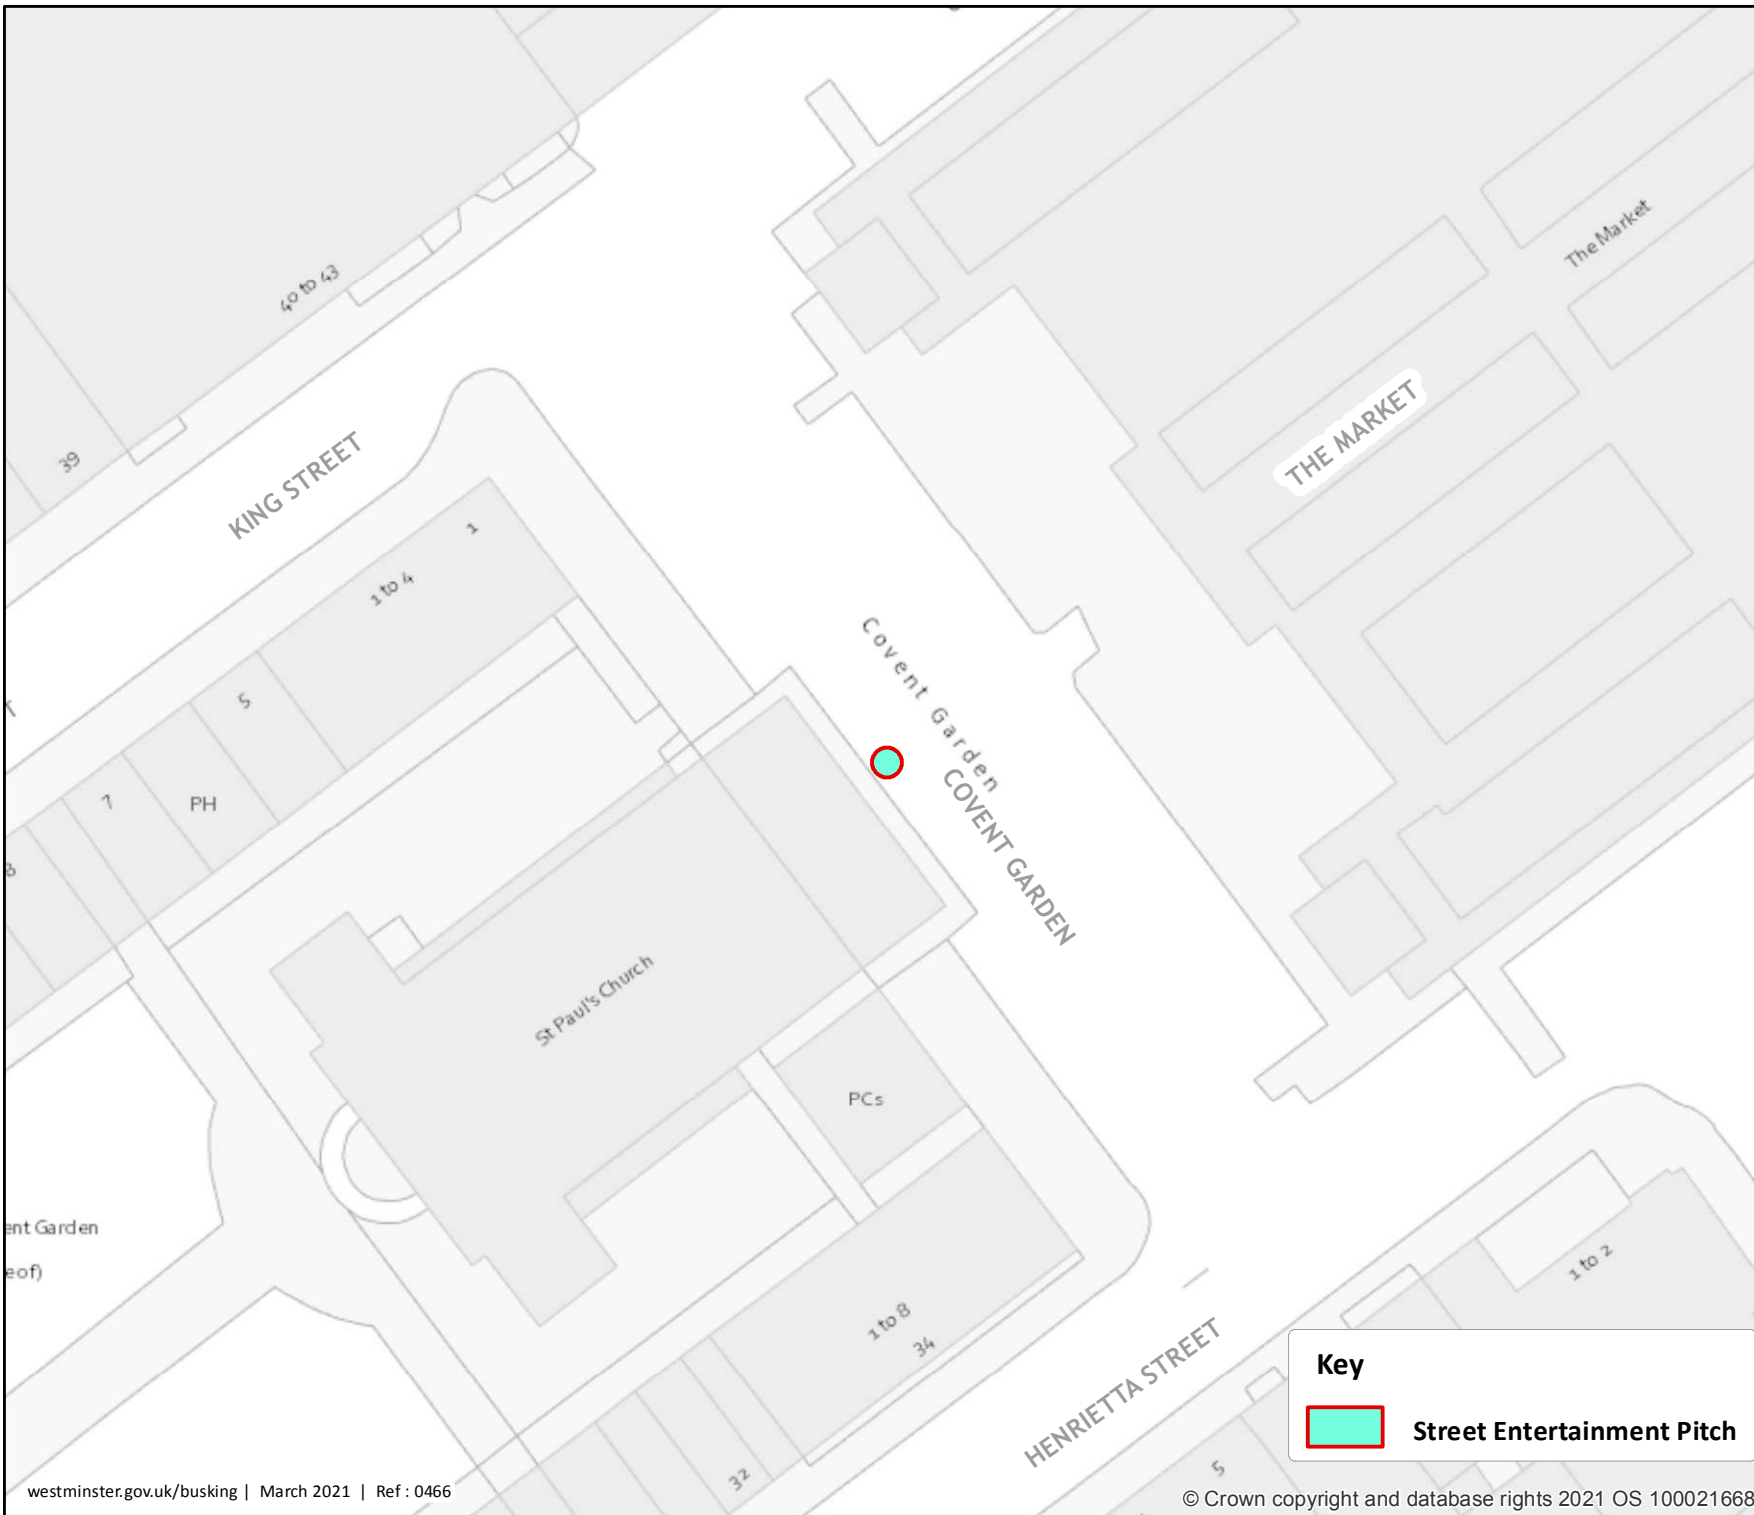 The Market
40 to 43
THE MARKET
39
KING STREET
1
1 to 4
Covent Garden
5
7
PH
COVENT GARDEN
8
St Paul's Church
PCs
ent Garden
eof)
1 to 2
1 to 8
34
HENRIETTA STREET
Key
Street Entertainment Pitch
32
5
westminster.gov.uk/busking | March 2021 | Ref : 0466
© Crown copyright and database rights 2021 OS 100021668